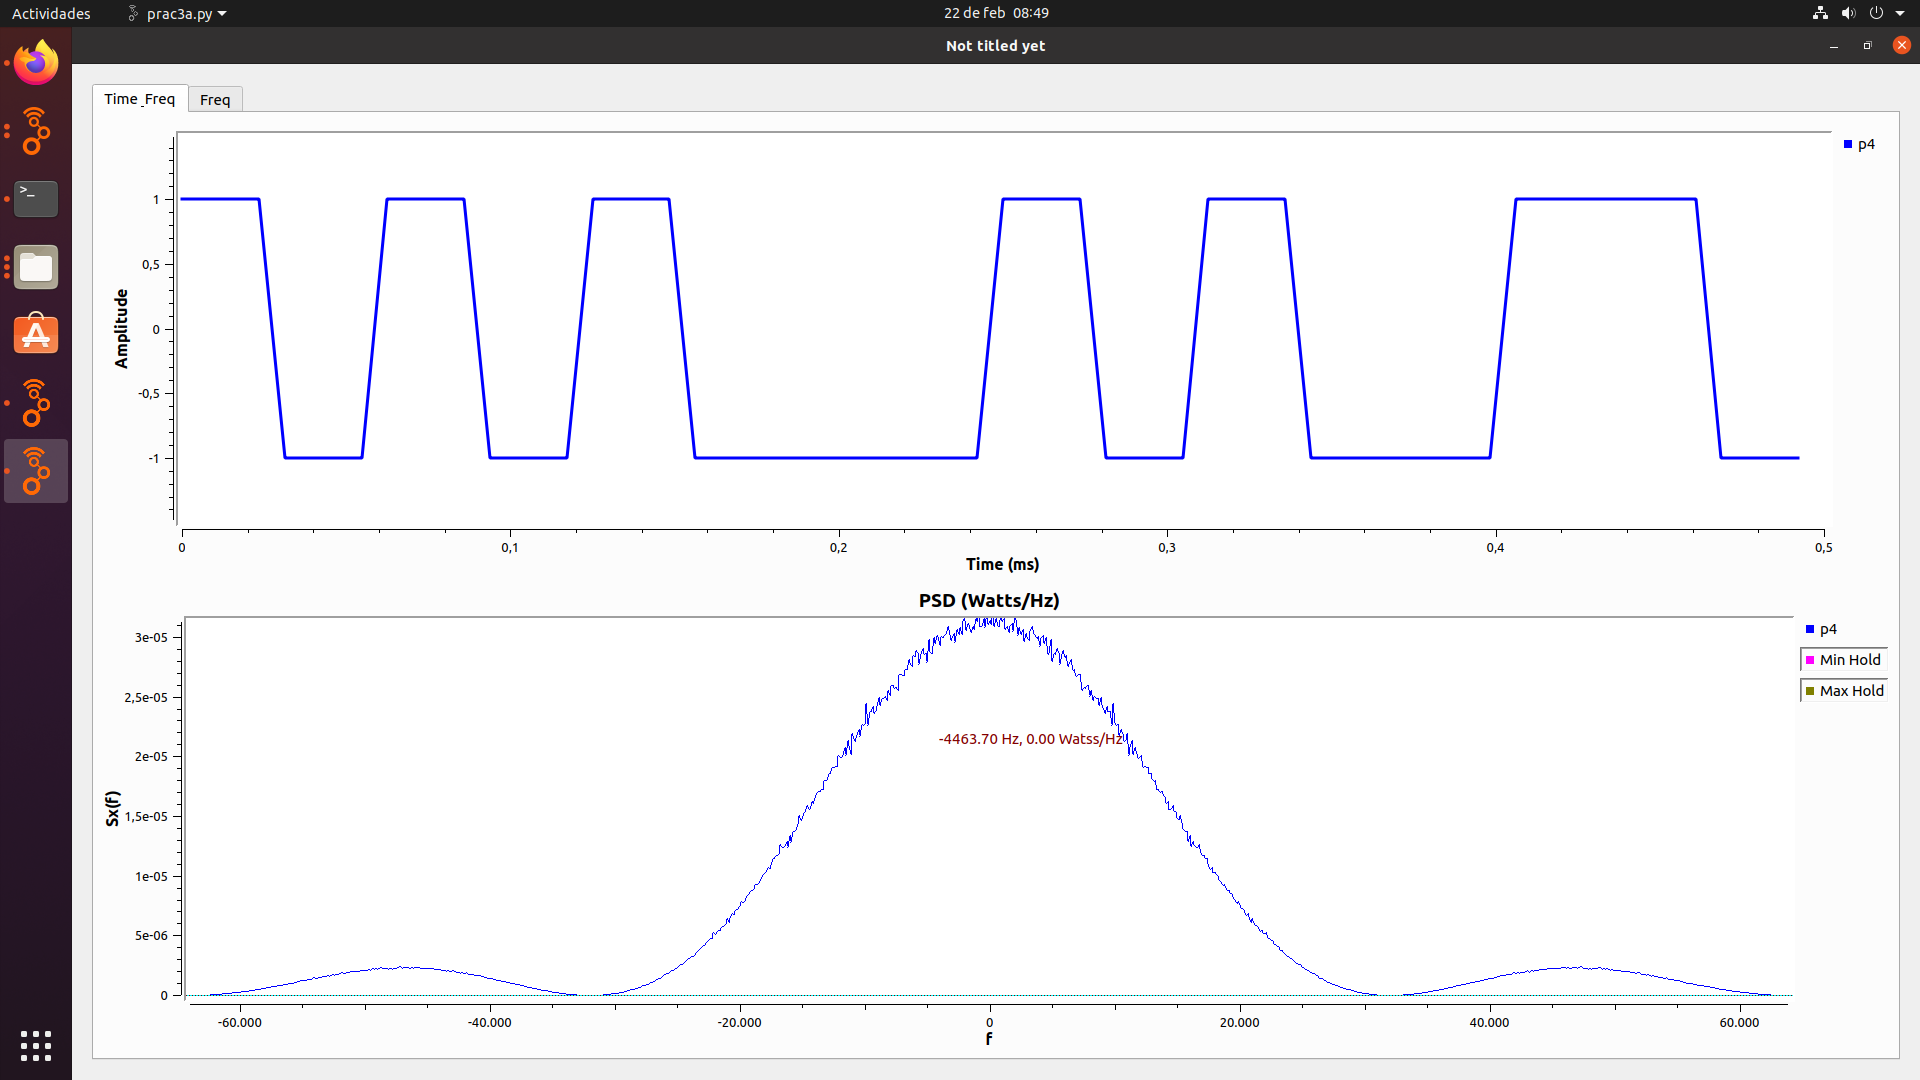 Actividades
prac3a.py
22 de feb 08:49
Not titled yet
Time_Freq
Freq
p4
1
0,5
0
-0,5
-1
Amplitude
0
0,1
0,2
0,3
0,4
0,5
Time (ms)
PSD (Watts/Hz)
p4
Min Hold
Max Hold
3e-05
2,5e-05
2e-05
1,5e-05
1e-05
5e-06
0
Sx(f)
-4463.70 Hz, 0.00 Watss/Hz
-60.000
-40.000
-20.000
0
20.000
40.000
60.000
f